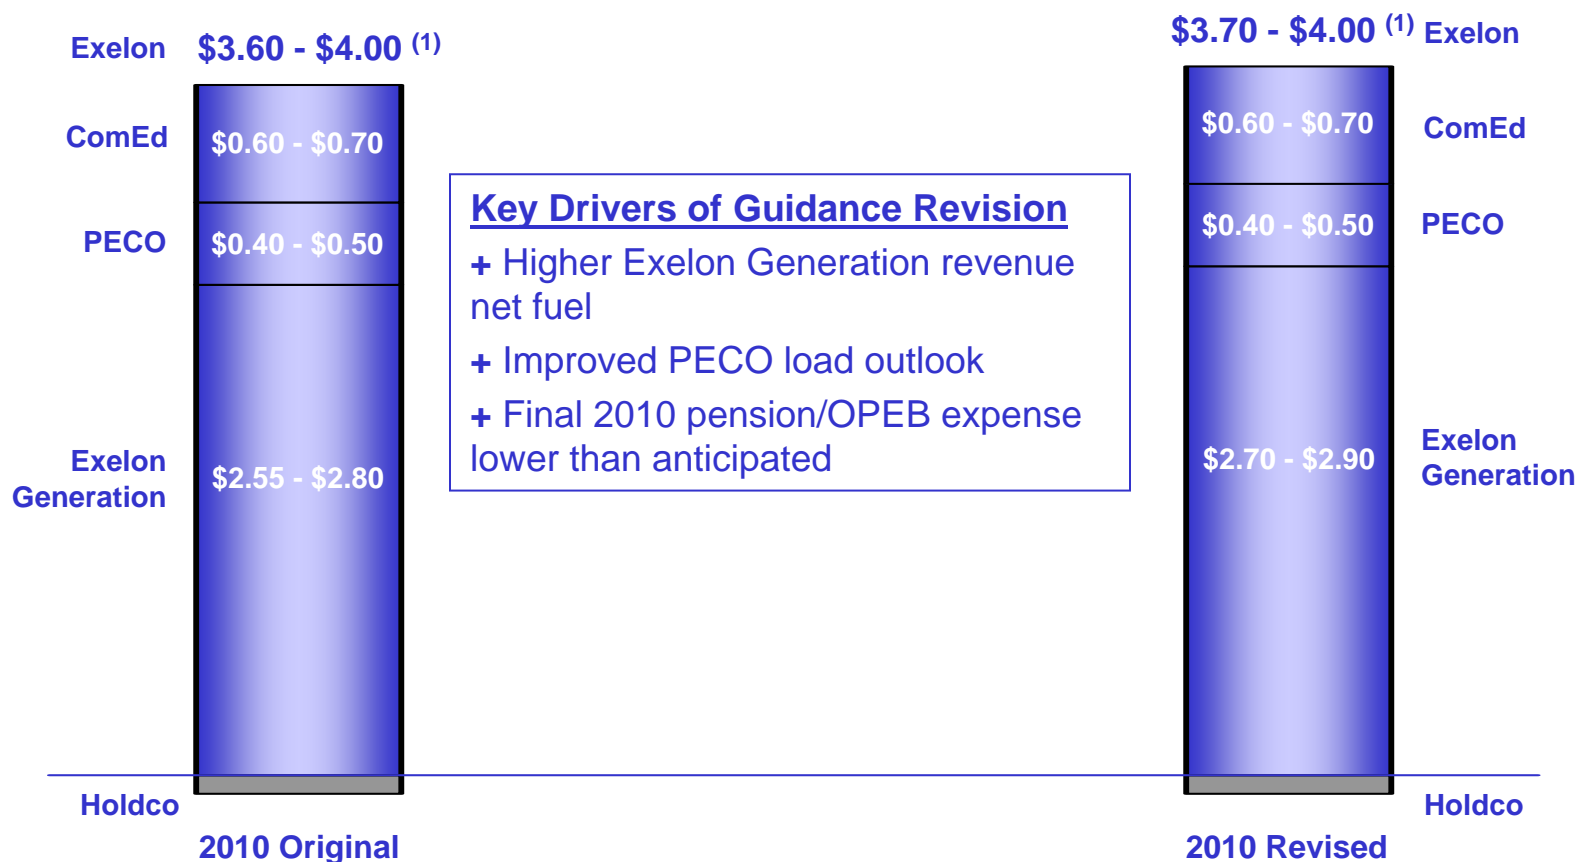 Exelon $3.60 - $4.00 (1)
ComEd $0.60 - $0.70
PECO $0.40 - $0.50
Exelon
Generation
$2.55 - $2.80
Holdco
2010 Original
Key Drivers of Guidance Revision
+ Higher Exelon Generation revenue
net fuel
+ Improved PECO load outlook
+ Final 2010 pension/OPEB expense
lower than anticipated
$3.70 - $4.00 (1) Exelon
$0.60 - $0.70 ComEd
$0.40 - $0.50 PECO
$2.70 - $2.90
Exelon
Generation
Holdco
2010 Revised